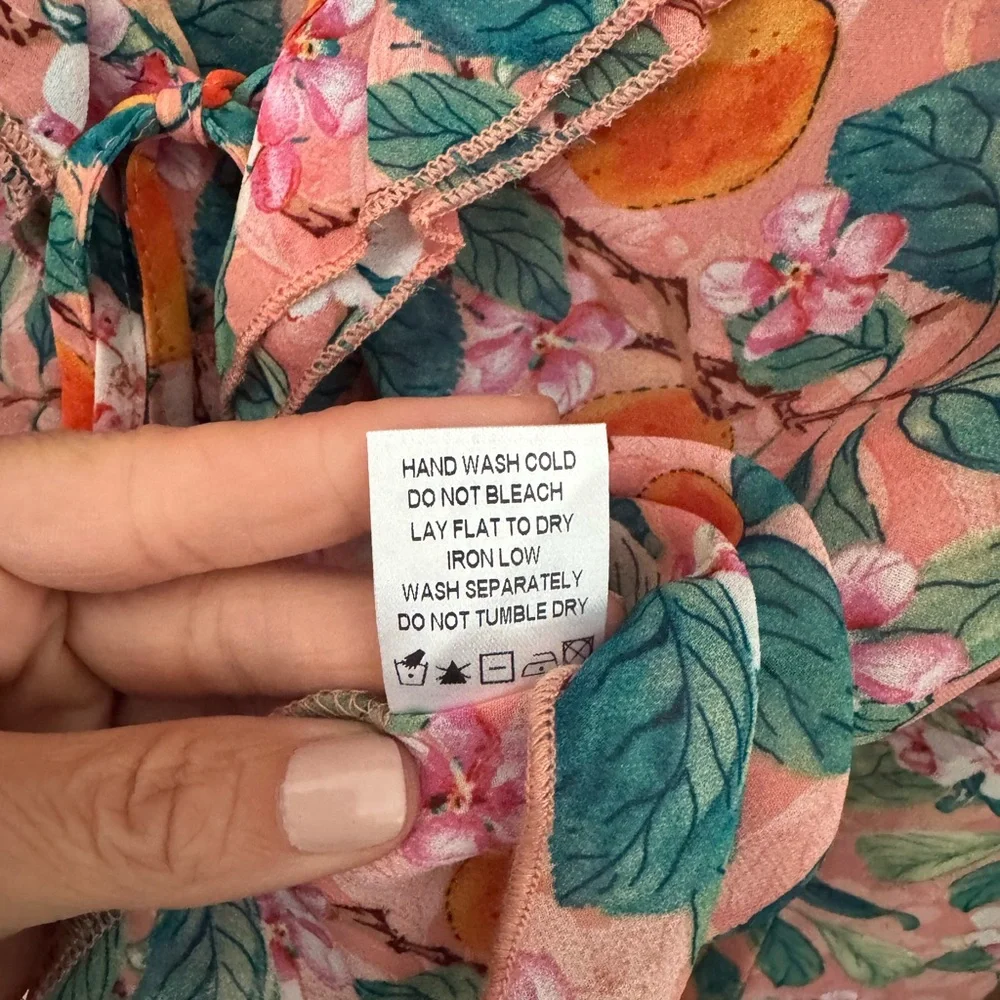 HAND WASH COLD
DO NOT BLEACH
LAY FLAT TO DRY
IRON LOW
WASH SEPARATELY
DO NOT TUMBLE DRY